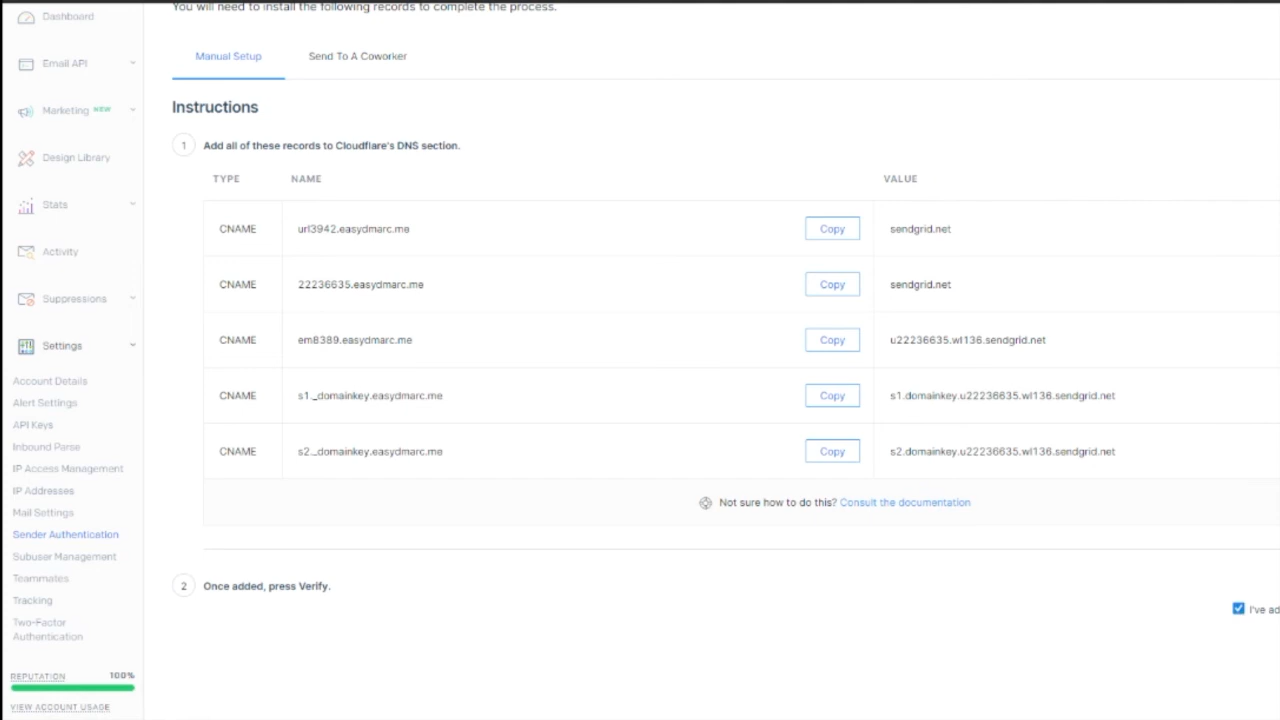 You will need to install the following records to complete the process.
Dashboard
Email API
Marketing NEW
Design Library
Stats
Activity
Suppressions
Settings
Account Details
Alert Settings
API Keys
Inbound Parse
IP Access Management
IP Addresses
Mail Settings
Sender Authentication
Subuser Management
Teammates
Tracking
Two-Factor
Authentication
REPUTATION 100%
VIEW ACCOUNT USAGE
Manual Setup Send To A Coworker
Instructions
1 Add all of these records to Cloudflare's DNS section.
TYPE NAME VALUE
CNAME url3942.easydmarc.me Copy sendgrid.net
CNAME 22236635.easydmarc.me Copy sendgrid.net
CNAME em8389.easydmarc.me Copy u22236635.wl136.sendgrid.net
CNAME s1._domainkey.easydmarc.me Copy s1.domainkey.u22236635.wl136.sendgrid.net
CNAME s2._domainkey.easydmarc.me Copy s2.domainkey.u22236635.wl136.sendgrid.net
Not sure how to do this? Consult the documentation
2 Once added, press Verify.
I've ad